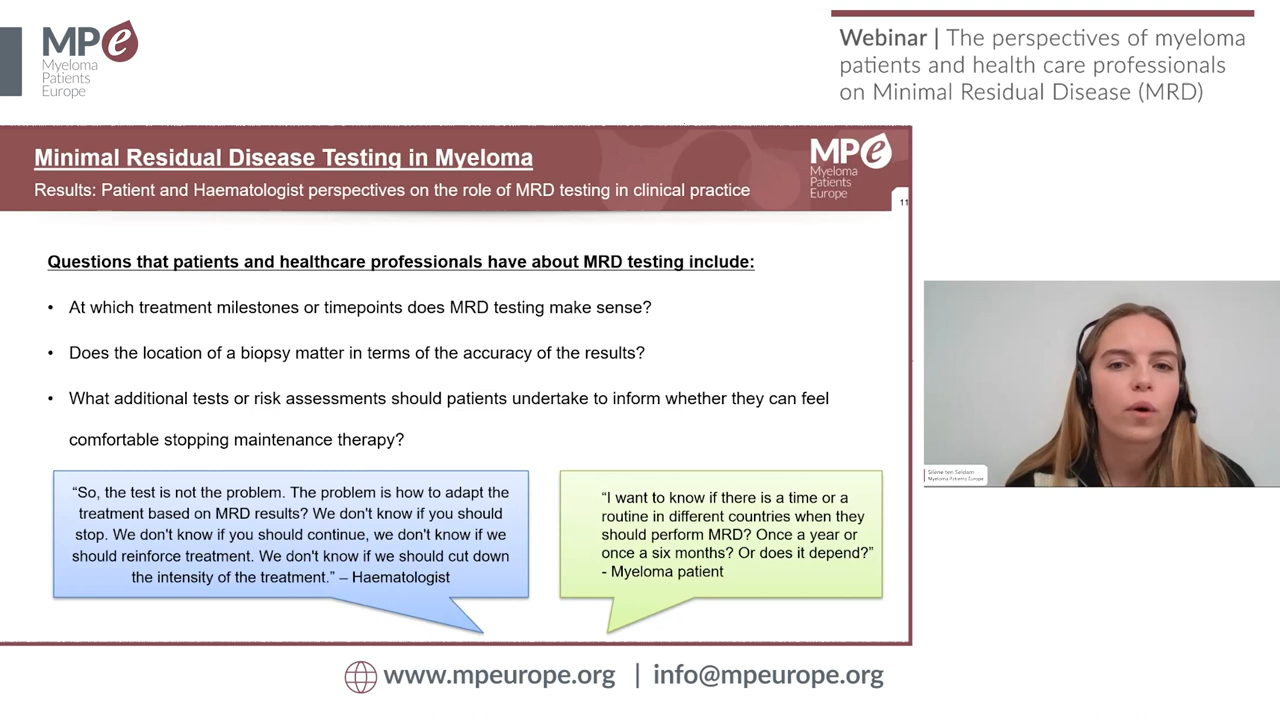 MPe
Myeloma
Patients
Europe
Webinar | The perspectives of myeloma
patients and health care professionals
on Minimal Residual Disease (MRD)
Minimal Residual Disease Testing in Myeloma
Results: Patient and Haematologist perspectives on the role of MRD testing in clinical practice
MPe
Myeloma
Patients
Europe
11
Questions that patients and healthcare professionals have about MRD testing include:
• At which treatment milestones or timepoints does MRD testing make sense?
• Does the location of a biopsy matter in terms of the accuracy of the results?
• What additional tests or risk assessments should patients undertake to inform whether they can feel
comfortable stopping maintenance therapy?
“So, the test is not the problem. The problem is how to adapt the
treatment based on MRD results? We don't know if you should
stop. We don't know if you should continue, we don't know if we
should reinforce treatment. We don't know if we should cut down
the intensity of the treatment.” – Haematologist
“I want to know if there is a time or a
routine in different countries when they
should perform MRD? Once a year or
once a six months? Or does it depend?”
- Myeloma patient
Silène ten Seldam
Myeloma Patients Europe
www.mpeurope.org | info@mpeurope.org